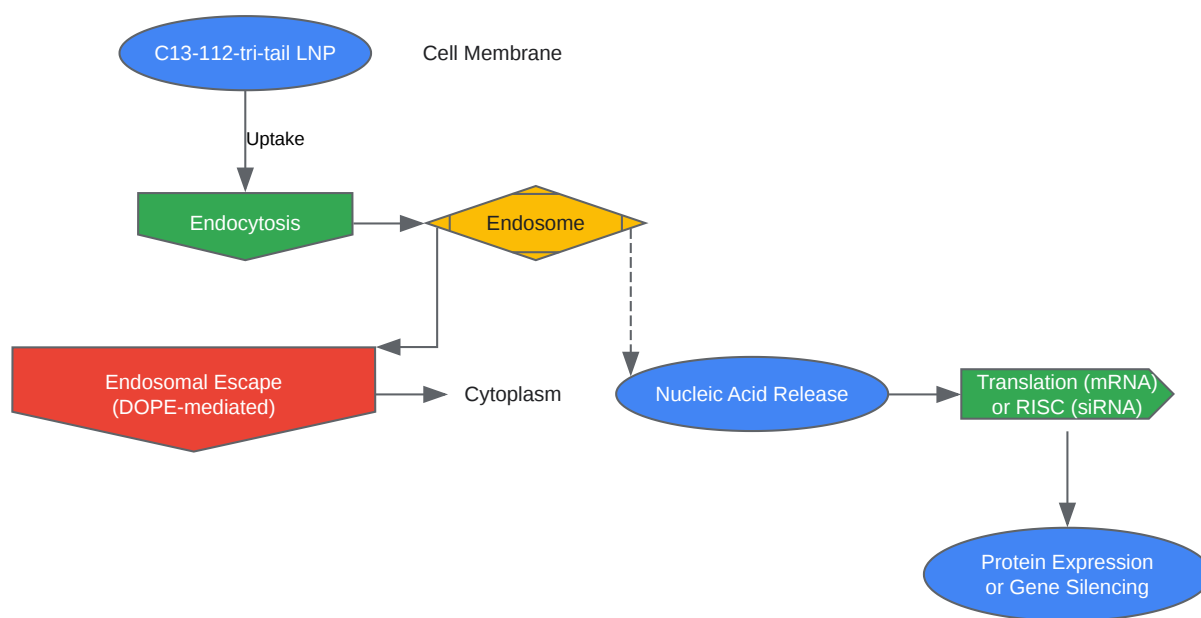 C13-112-tri-tail LNP
Cell Membrane
Uptake
Endocytosis
Endosome
Endosomal Escape
(DOPE-mediated)
Cytoplasm
Nucleic Acid Release
Translation (mRNA)
or RISC (siRNA)
Protein Expression
or Gene Silencing